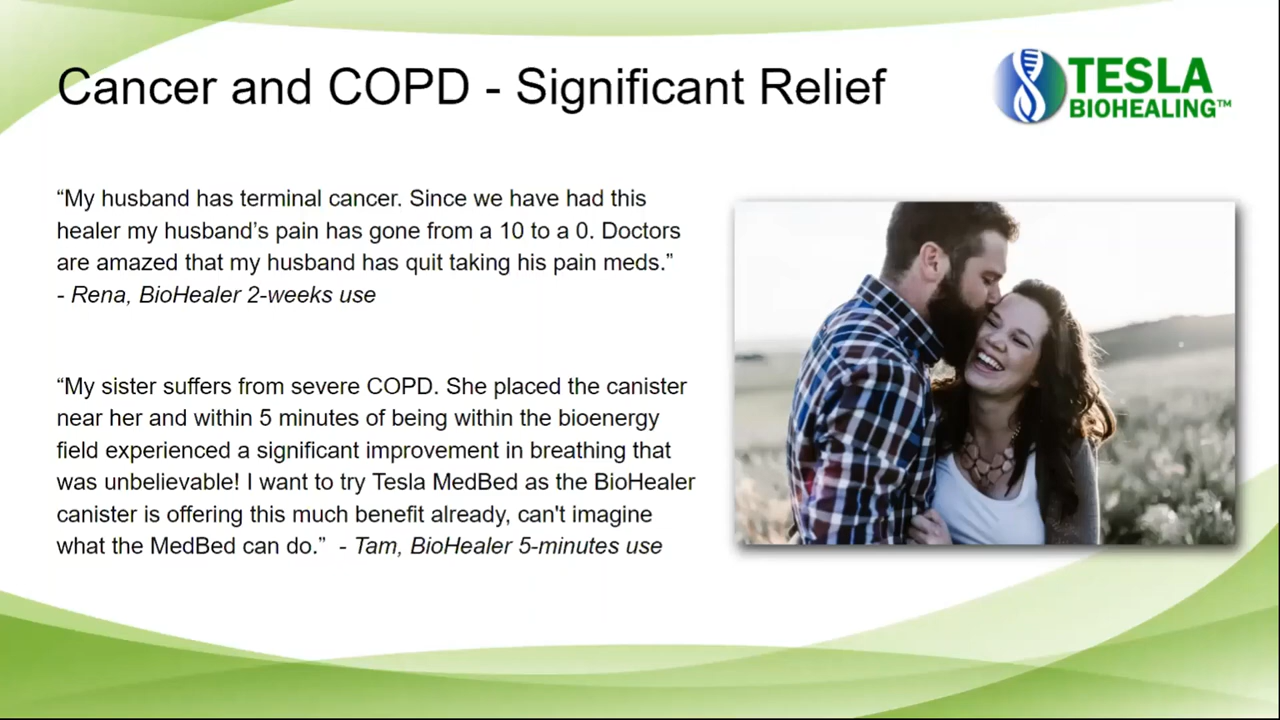 Cancer and COPD - Significant Relief
TESLA
BIOHEALING™
“My husband has terminal cancer. Since we have had this
healer my husband’s pain has gone from a 10 to a 0. Doctors
are amazed that my husband has quit taking his pain meds.”
- Rena, BioHealer 2-weeks use
“My sister suffers from severe COPD. She placed the canister
near her and within 5 minutes of being within the bioenergy
field experienced a significant improvement in breathing that
was unbelievable! I want to try Tesla MedBed as the BioHealer
canister is offering this much benefit already, can't imagine
what the MedBed can do.” - Tam, BioHealer 5-minutes use